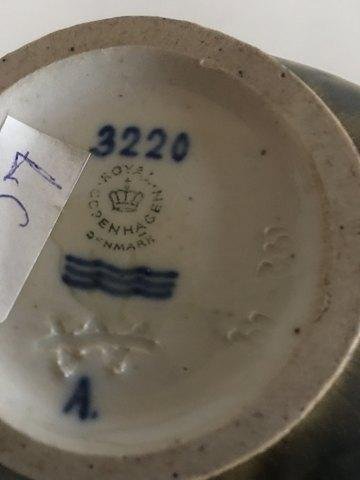 3220
ROYAL
COPENHAGEN
DENMARK
A.